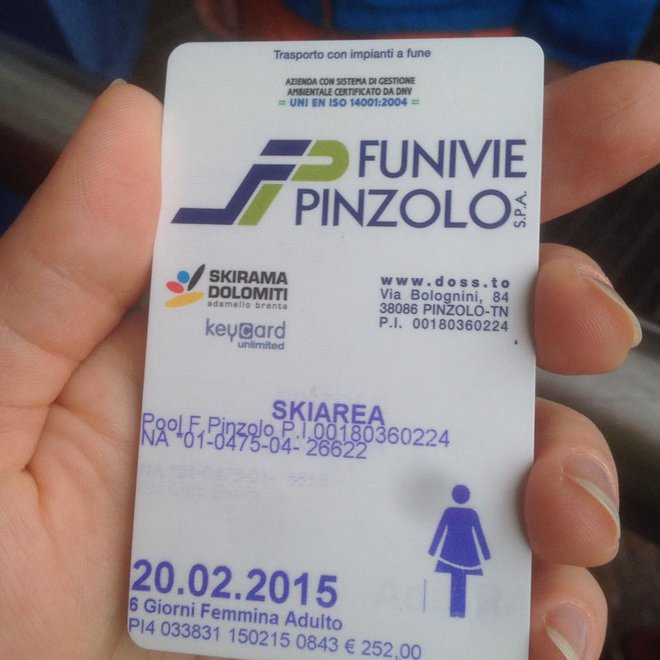 Trasporto con impianti a fune
AZIENDA CON SISTEMA DI GESTIONE
AMBIENTALE CERTIFICATO DA DNV
= UNI EN ISO 14001:2004 =
FUNIVIE
PINZOLO S.P.A.
SKIRAMA
DOLOMITI
adamello brenta
keycard
unlimited
www.doss.to
Via Bolognini, 84
38086 PINZOLO-TN
P.I. 00180360224
SKIAREA
Pool F.Pinzolo P.I.00180360224
NA *01-0475-04- 26622
20.02.2015
6 Giorni Femmina Adulto
PI4 033831 150215 0843 € 252,00